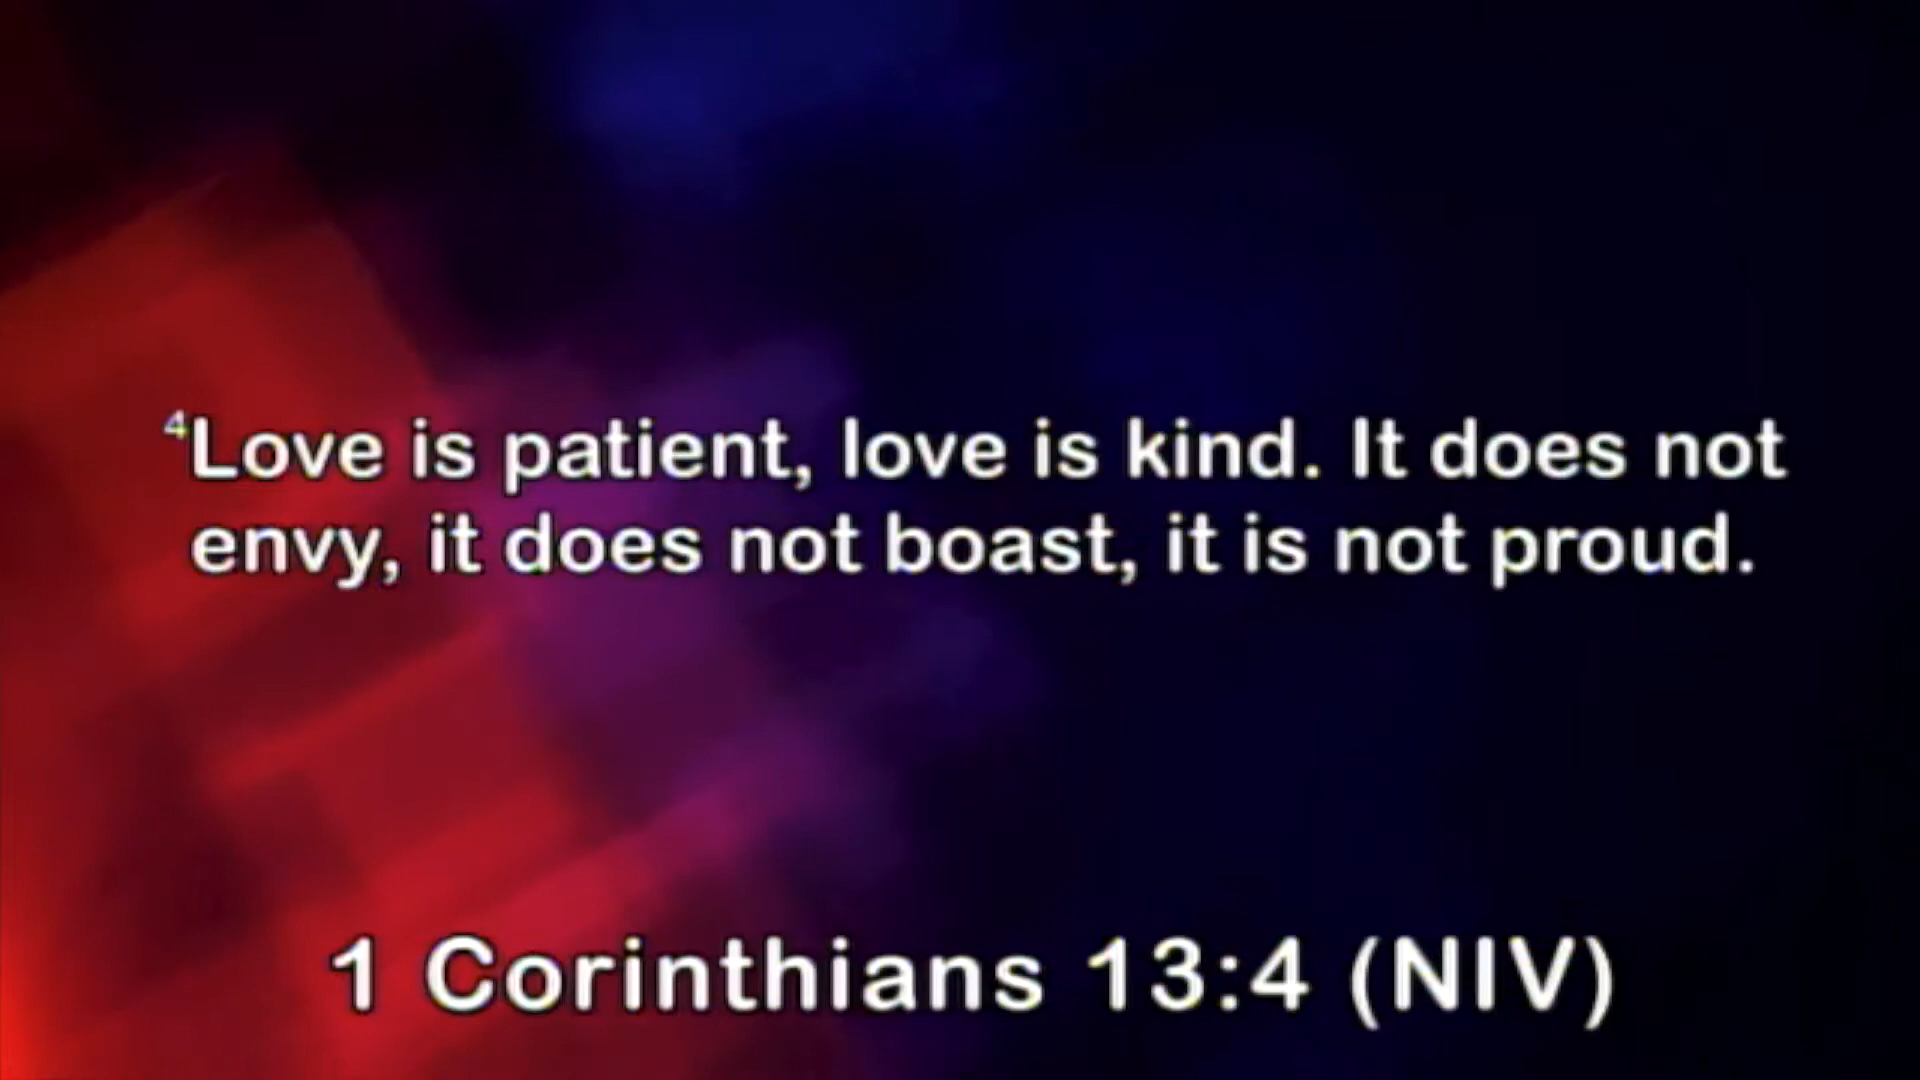 4Love is patient, love is kind. It does not
envy, it does not boast, it is not proud.
1 Corinthians 13:4 (NIV)